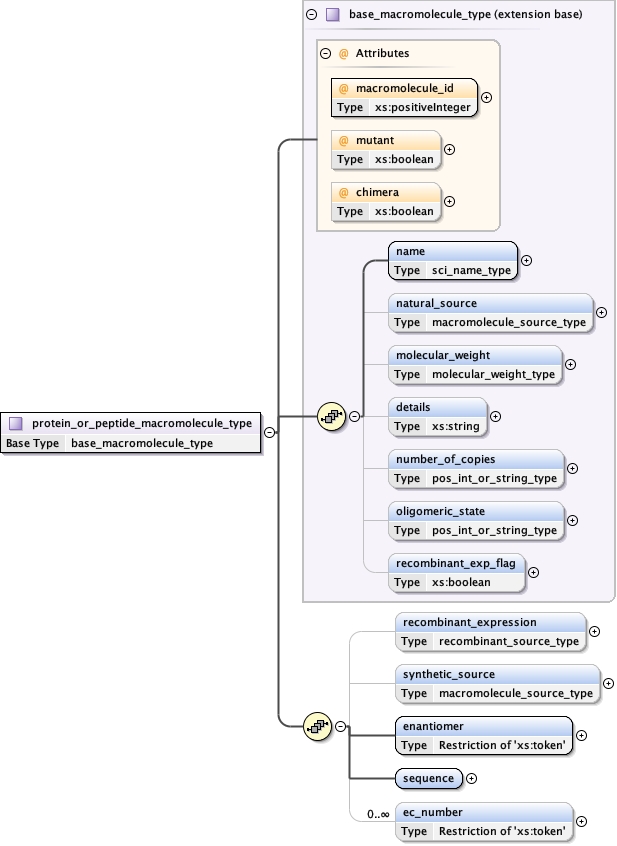 base_macromolecule_type (extension base)
@ Attributes
@ macromolecule_id
Type xs:positiveInteger
@ mutant
Type xs:boolean
@ chimera
Type xs:boolean
name
Type sci_name_type
natural_source
Type macromolecule_source_type
molecular_weight
Type molecular_weight_type
details
Type xs:string
protein_or_peptide_macromolecule_type
Base Type base_macromolecule_type
number_of_copies
Type pos_int_or_string_type
oligomeric_state
Type pos_int_or_string_type
recombinant_exp_flag
Type xs:boolean
recombinant_expression
Type recombinant_source_type
synthetic_source
Type macromolecule_source_type
enantiomer
Type Restriction of 'xs:token'
sequence
0..∞ ec_number
Type Restriction of 'xs:token'